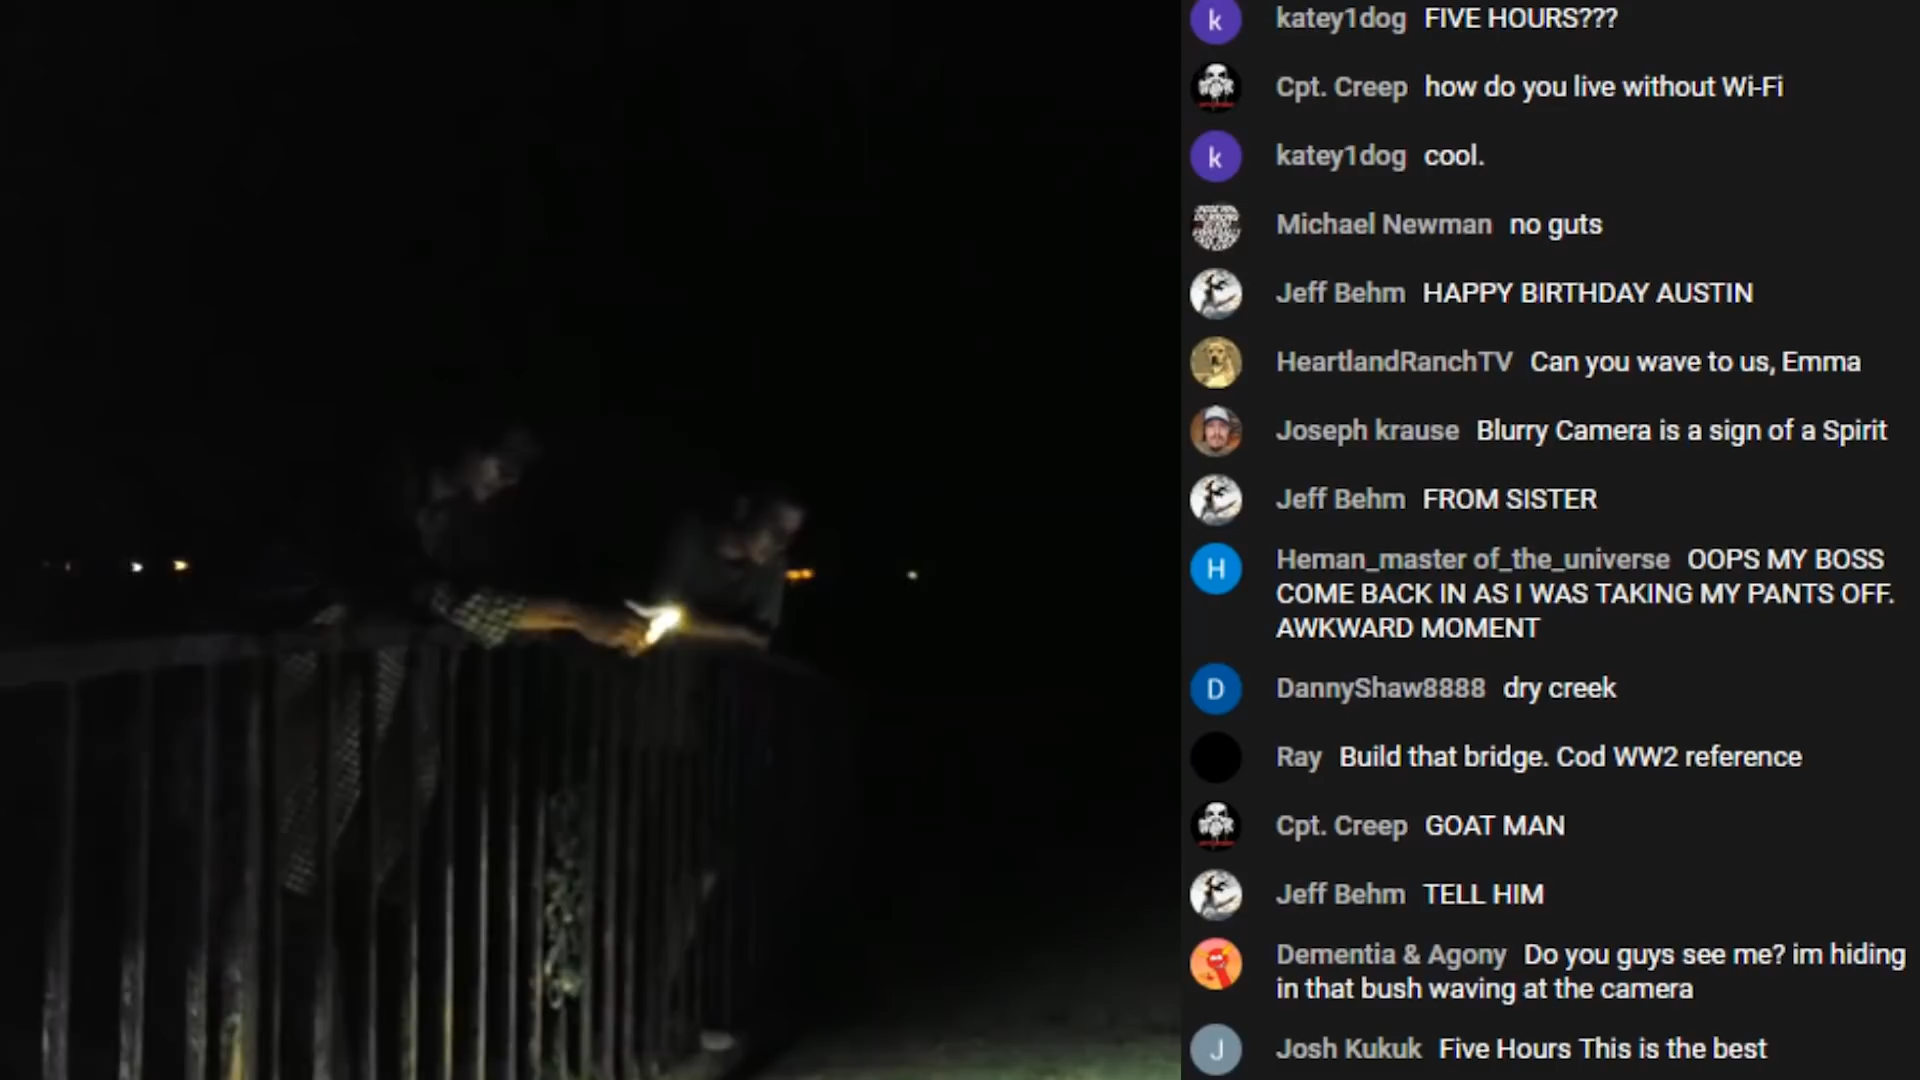 katey1dog FIVE HOURS???
Cpt. Creep how do you live without Wi-Fi
katey1dog cool.
Michael Newman no guts
Jeff Behm HAPPY BIRTHDAY AUSTIN
HeartlandRanchTV Can you wave to us, Emma
Joseph krause Blurry Camera is a sign of a Spirit
Jeff Behm FROM SISTER
Heman_master of_the_universe OOPS MY BOSS
COME BACK IN AS I WAS TAKING MY PANTS OFF.
AWKWARD MOMENT
DannyShaw8888 dry creek
Ray Build that bridge. Cod WW2 reference
Cpt. Creep GOAT MAN
Jeff Behm TELL HIM
Dementia & Agony Do you guys see me? im hiding
in that bush waving at the camera
Josh Kukuk Five Hours This is the best